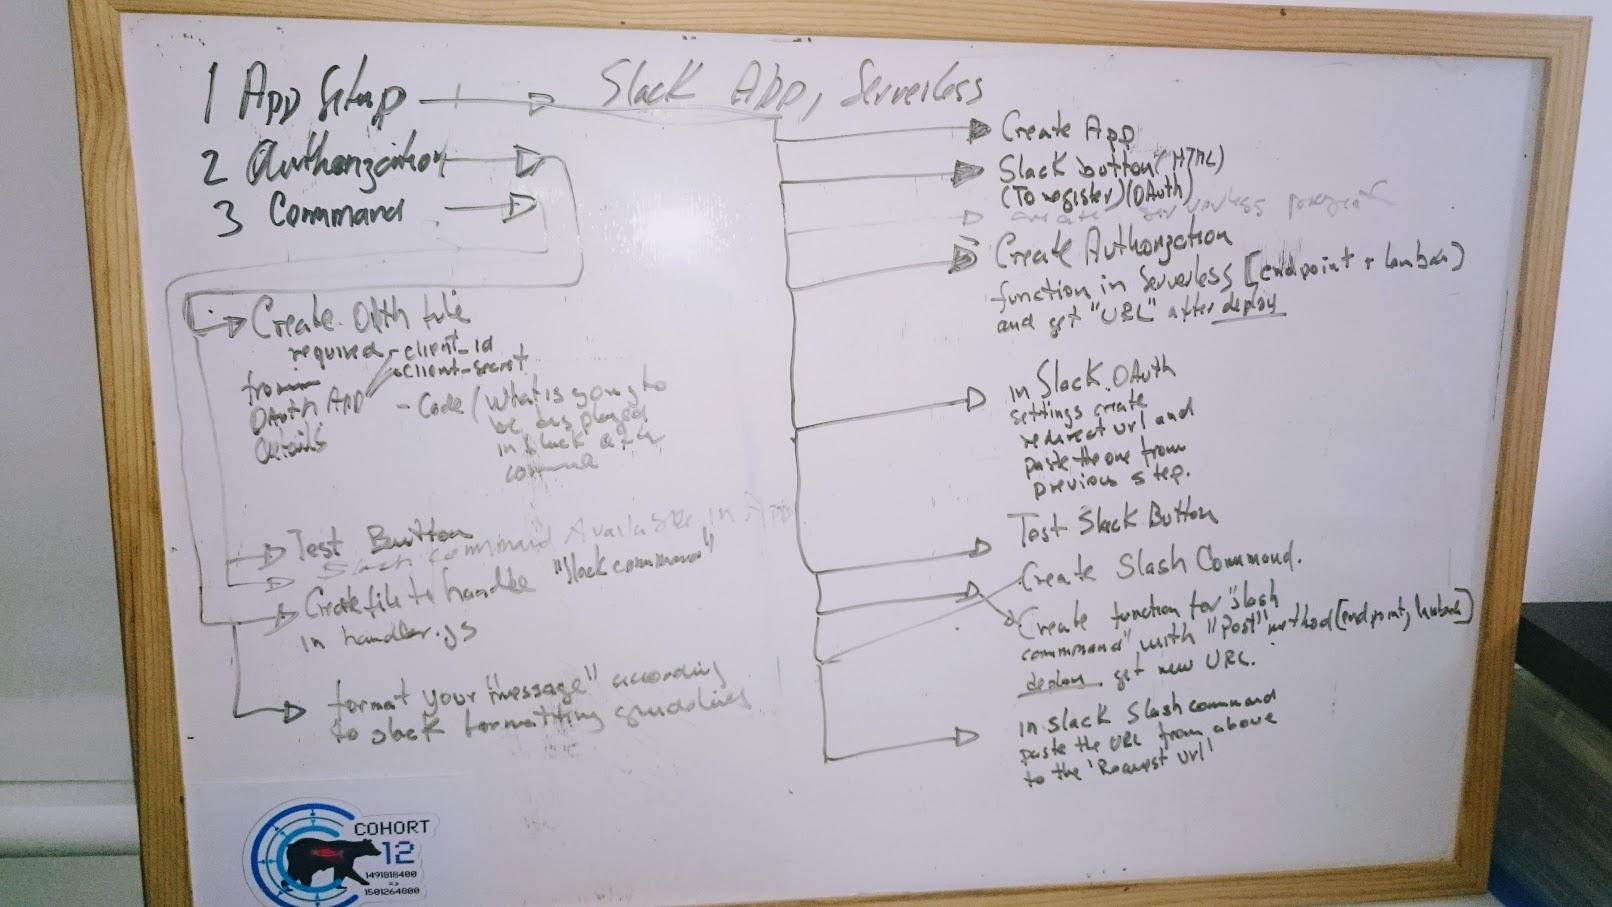 1 App Setup
Slack App, Serverless
2 Authorization
3 Command
Create App
Slack button (HTML)
(To register) (OAuth)
create serverless project
Create Authorization
function in Serverless [endpoint + lambda]
and get "URL" after deploy
in Slack OAuth
settings create
redirect url and
paste the one from
previous step.
Test Slack Button
Create Slash Command.
Create function for "slash
command" with "Post" method [endpoint, lambda]
deploy. get new URL.
in slack Slash command
paste the URL from above
to the "Request url"
Create OAuth file
required - client_id
client-secret
from
OAuth App
details
- Code / What is going to
be displayed
in slack
Test Button
Slash command Available in App
Create file to handle "slack command"
in handler.js
format your "message" according
to slack formatting guidelines
COHORT
12
1491818400
=>
1501264800